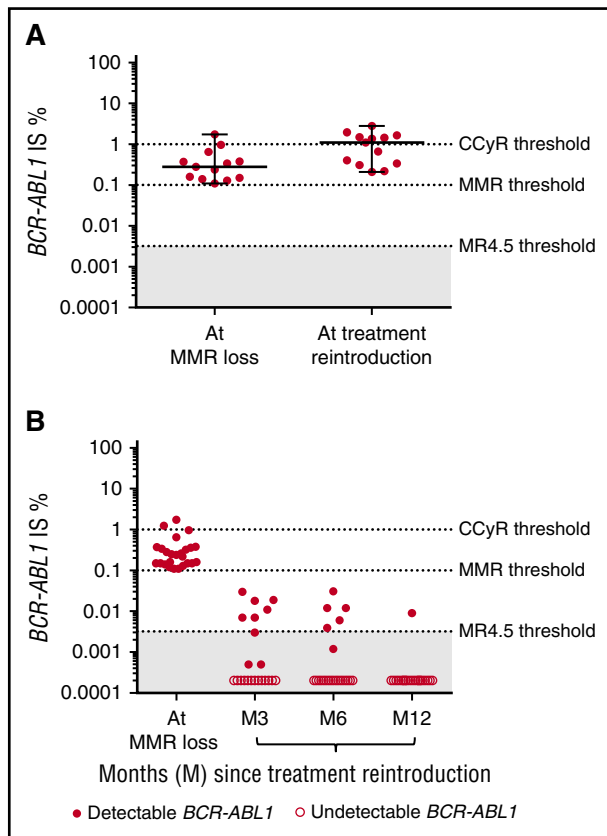 A
BCR-ABL1 IS %
100
10
1
0.1
0.01
0.001
0.0001
CCyR threshold
MMR threshold
MR4.5 threshold
At
MMR loss
At treatment
reintroduction
B
BCR-ABL1 IS %
100
10
1
0.1
0.01
0.001
0.0001
CCyR threshold
MMR threshold
MR4.5 threshold
At
MMR loss
M3
M6
M12
Months (M) since treatment reintroduction
Detectable BCR-ABL1
Undetectable BCR-ABL1